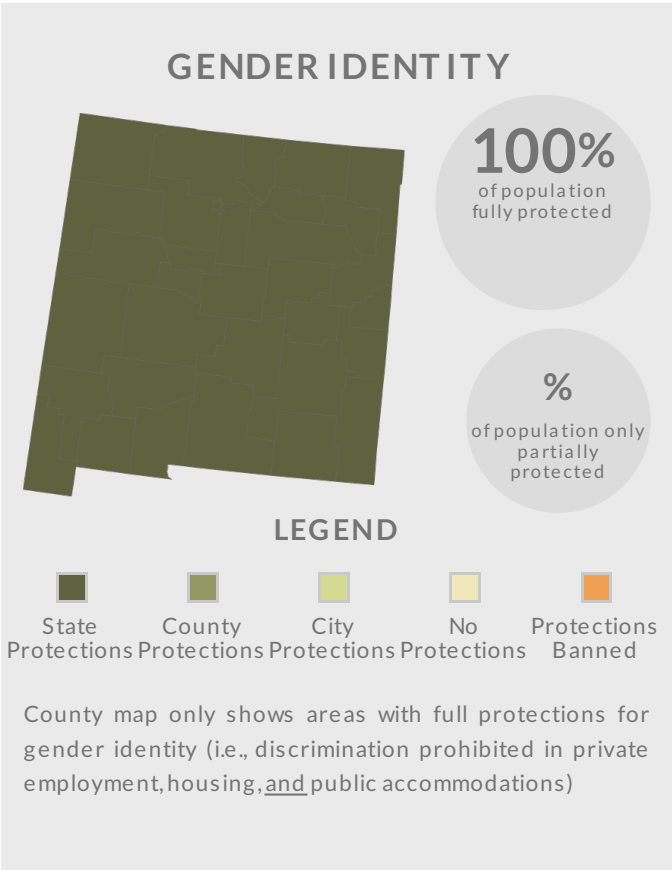 GENDER IDENTITY
100%
of population
fully protected
%
of population only
partially
protected
LEGEND
State
Protections
County
Protections
City
Protections
No
Protections
Protections
Banned
County map only shows areas with full protections for
gender identity (i.e., discrimination prohibited in private
employment, housing, and public accommodations)